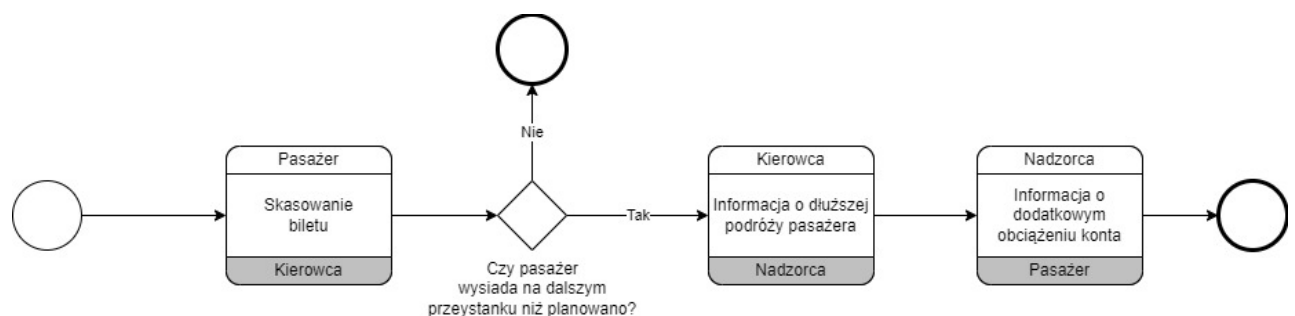 Nie
Pasażer
Skasowanie
biletu
Kierowca
Czy pasażer
wysiada na dalszym
przeystanku niż planowano?
Tak
Kierowca
Informacja o dłuższej
podróży pasażera
Nadzorca
Nadzorca
Informacja o
dodatkowym
obciążeniu konta
Pasażer